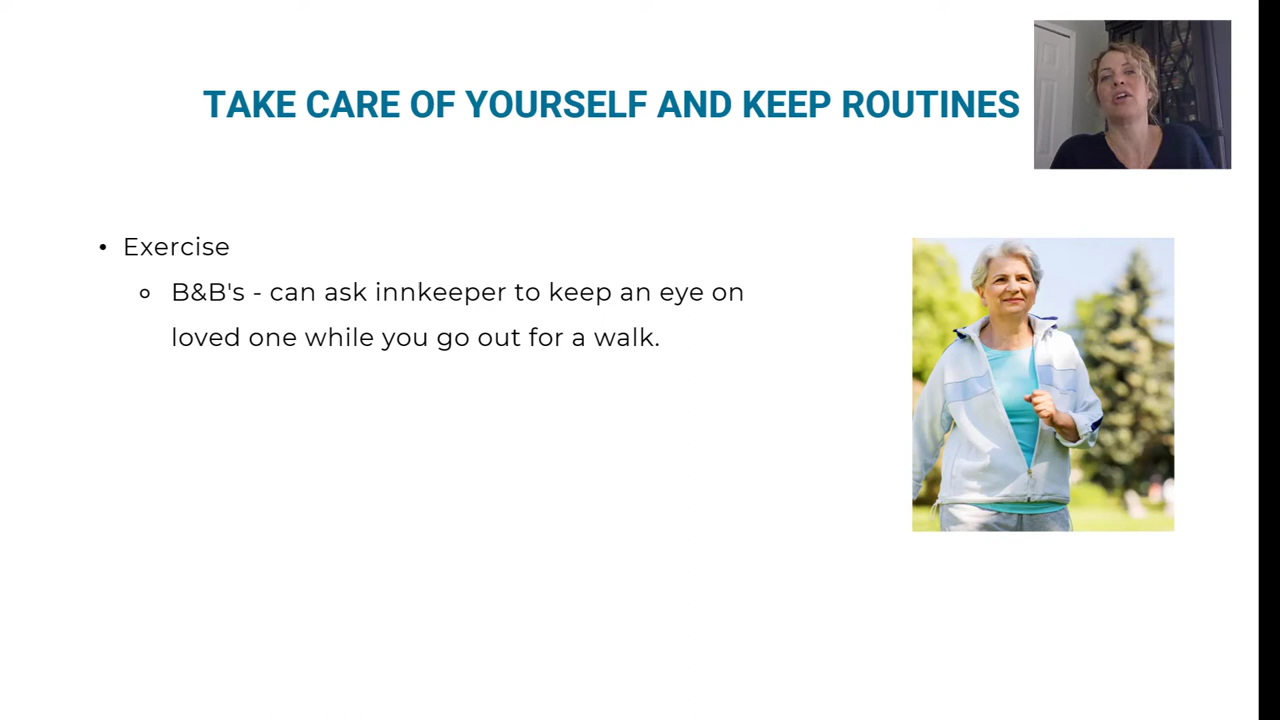 TAKE CARE OF YOURSELF AND KEEP ROUTINES
• Exercise
○ B&B's - can ask innkeeper to keep an eye on
loved one while you go out for a walk.